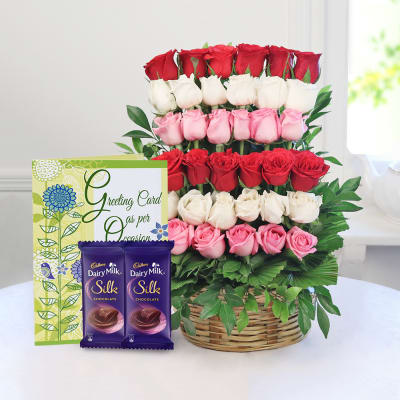 Greeting Card
as per
Occasion
Cadbury
Dairy Milk
Silk
CHOCOLATE
Cadbury
Dairy Milk
Silk
CHOCOLATE